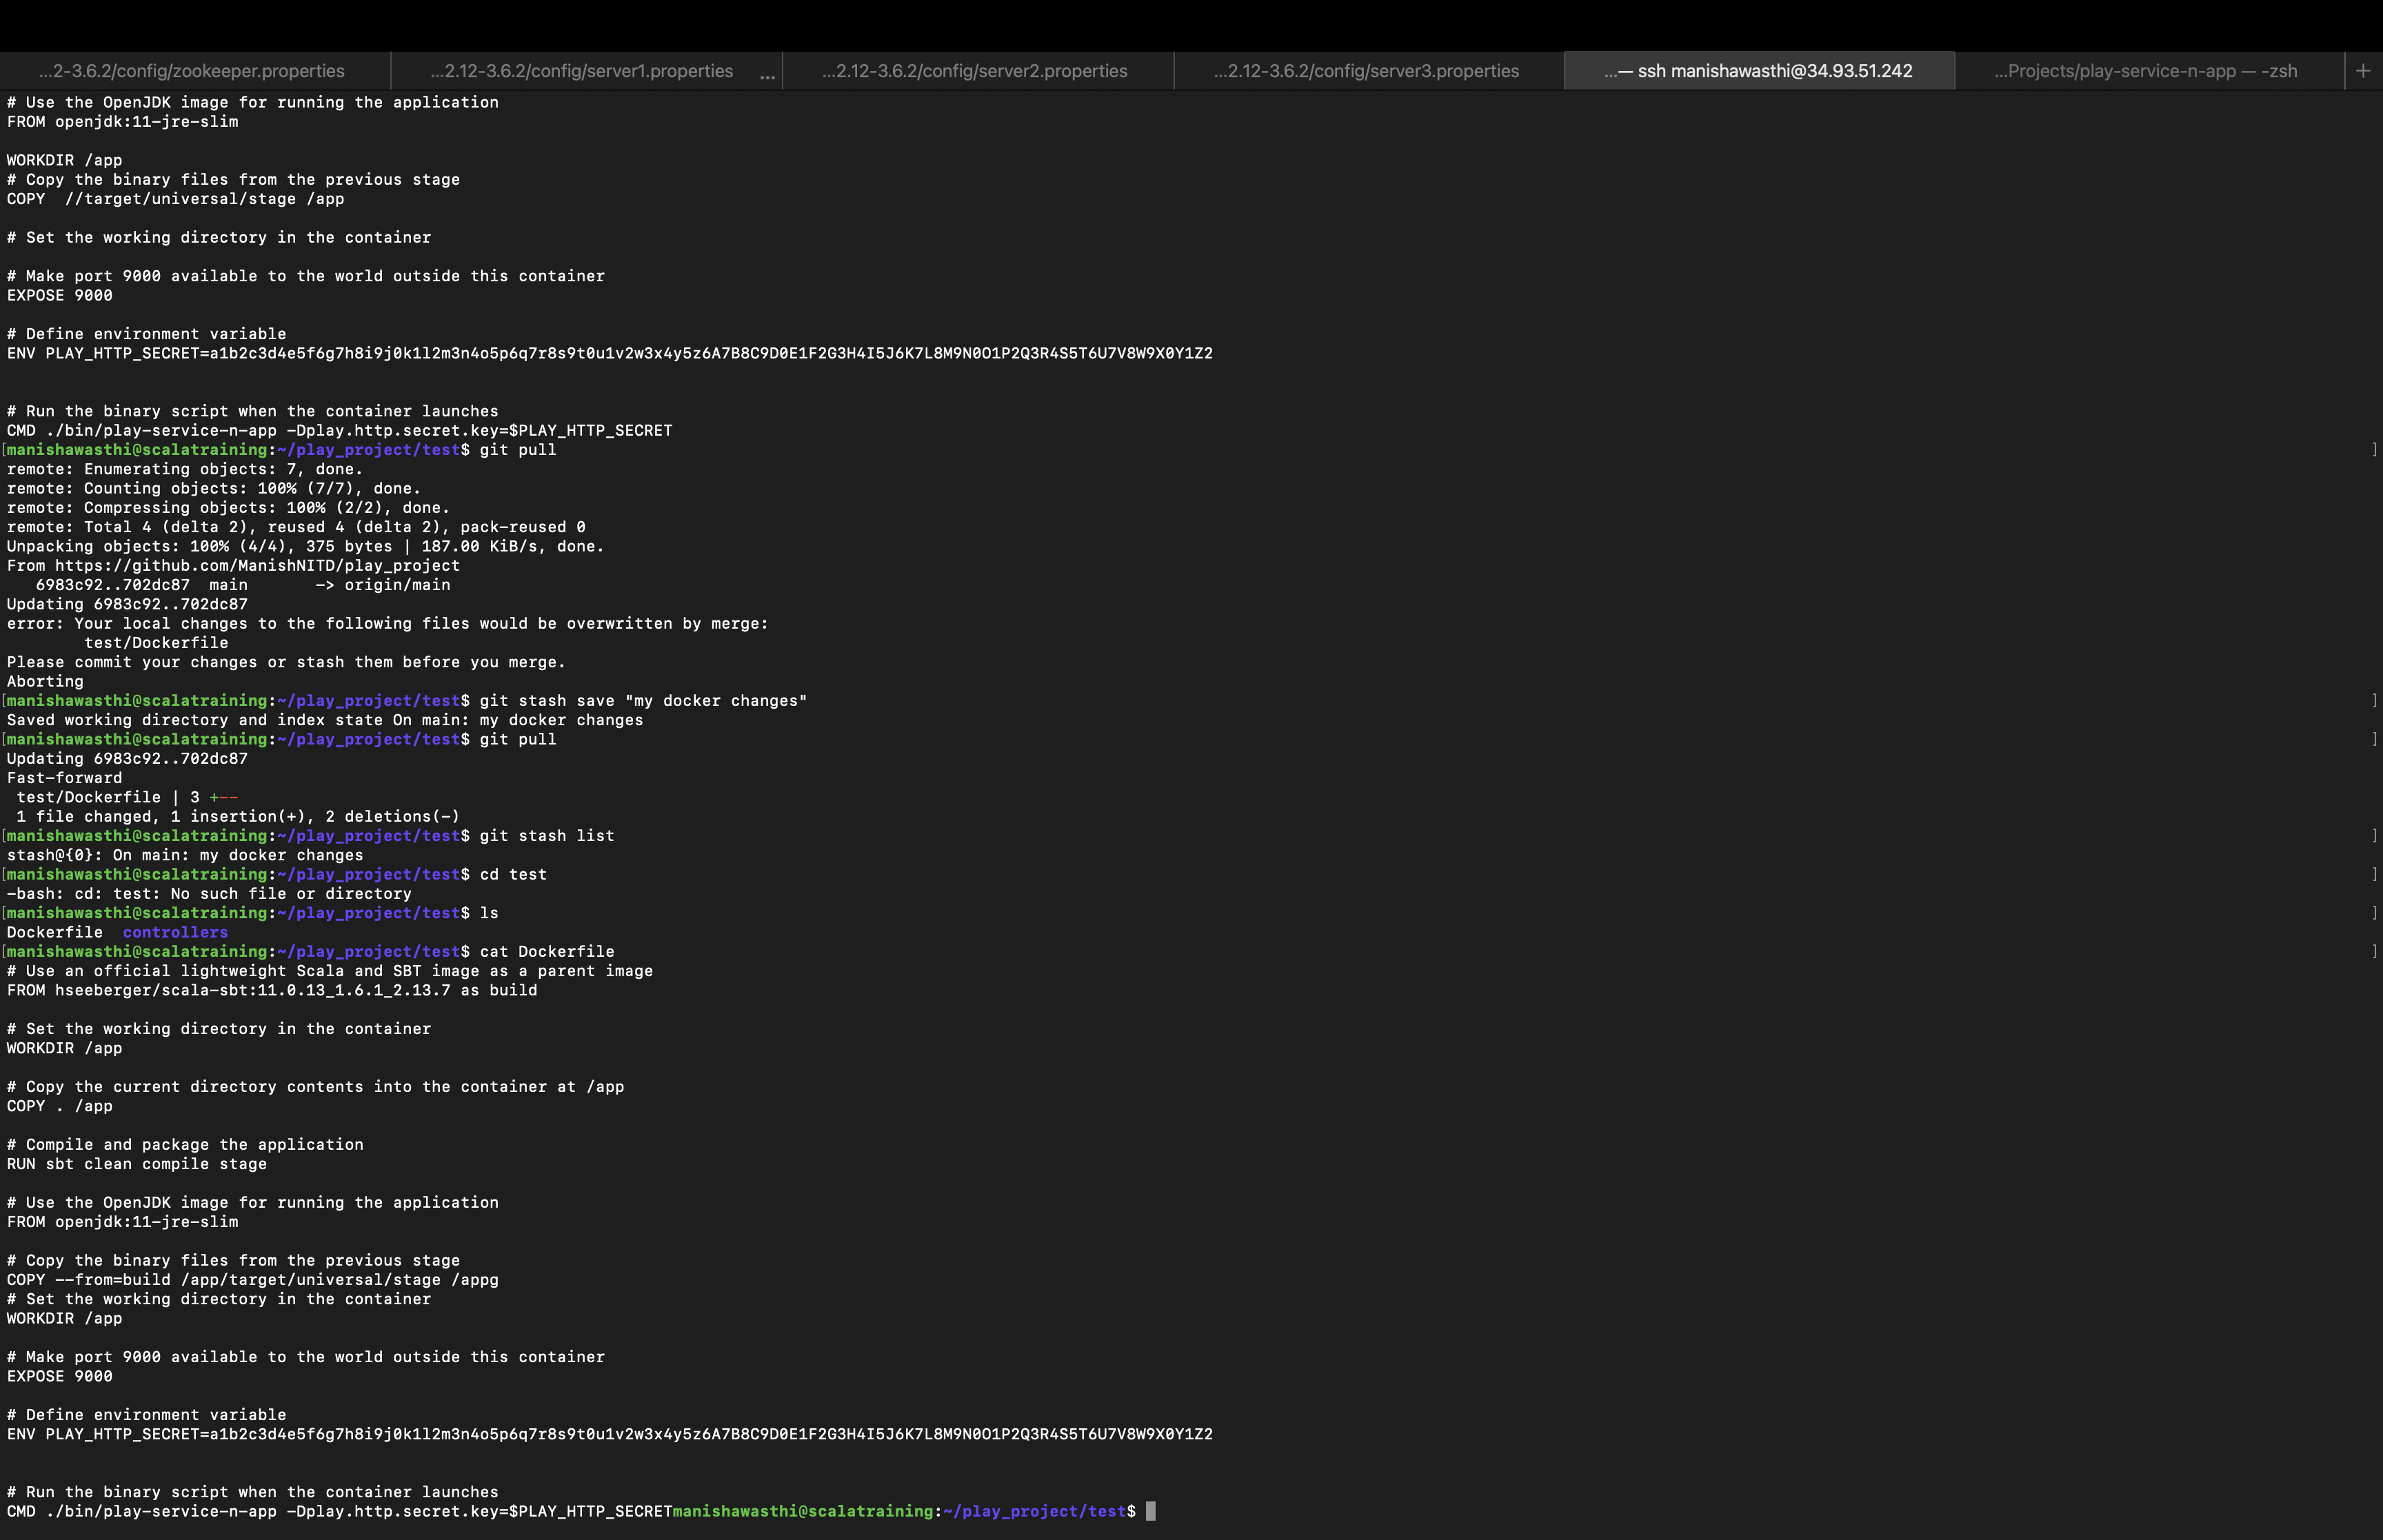 ...2-3.6.2/config/zookeeper.properties
...2.12-3.6.2/config/server1.properties ...
...2.12-3.6.2/config/server2.properties
...2.12-3.6.2/config/server3.properties
...— ssh manishawasthi@34.93.51.242
...Projects/play-service-n-app — -zsh
+
# Use the OpenJDK image for running the application
FROM openjdk:11-jre-slim
WORKDIR /app
# Copy the binary files from the previous stage
COPY  //target/universal/stage /app
# Set the working directory in the container
# Make port 9000 available to the world outside this container
EXPOSE 9000
# Define environment variable
ENV PLAY_HTTP_SECRET=a1b2c3d4e5f6g7h8i9j0k1l2m3n4o5p6q7r8s9t0u1v2w3x4y5z6A7B8C9D0E1F2G3H4I5J6K7L8M9N0O1P2Q3R4S5T6U7V8W9X0Y1Z2
# Run the binary script when the container launches
CMD ./bin/play-service-n-app -Dplay.http.secret.key=$PLAY_HTTP_SECRET
[manishawasthi@scalatraining:~/play_project/test$ git pull ]
remote: Enumerating objects: 7, done.
remote: Counting objects: 100% (7/7), done.
remote: Compressing objects: 100% (2/2), done.
remote: Total 4 (delta 2), reused 4 (delta 2), pack-reused 0
Unpacking objects: 100% (4/4), 375 bytes | 187.00 KiB/s, done.
From https://github.com/ManishNITD/play_project
   6983c92..702dc87  main       -> origin/main
Updating 6983c92..702dc87
error: Your local changes to the following files would be overwritten by merge:
        test/Dockerfile
Please commit your changes or stash them before you merge.
Aborting
[manishawasthi@scalatraining:~/play_project/test$ git stash save "my docker changes" ]
Saved working directory and index state On main: my docker changes
[manishawasthi@scalatraining:~/play_project/test$ git pull ]
Updating 6983c92..702dc87
Fast-forward
 test/Dockerfile | 3 +--
 1 file changed, 1 insertion(+), 2 deletions(-)
[manishawasthi@scalatraining:~/play_project/test$ git stash list ]
stash@{0}: On main: my docker changes
[manishawasthi@scalatraining:~/play_project/test$ cd test ]
-bash: cd: test: No such file or directory
[manishawasthi@scalatraining:~/play_project/test$ ls ]
Dockerfile  controllers
[manishawasthi@scalatraining:~/play_project/test$ cat Dockerfile ]
# Use an official lightweight Scala and SBT image as a parent image
FROM hseeberger/scala-sbt:11.0.13_1.6.1_2.13.7 as build
# Set the working directory in the container
WORKDIR /app
# Copy the current directory contents into the container at /app
COPY . /app
# Compile and package the application
RUN sbt clean compile stage
# Use the OpenJDK image for running the application
FROM openjdk:11-jre-slim
# Copy the binary files from the previous stage
COPY --from=build /app/target/universal/stage /appg
# Set the working directory in the container
WORKDIR /app
# Make port 9000 available to the world outside this container
EXPOSE 9000
# Define environment variable
ENV PLAY_HTTP_SECRET=a1b2c3d4e5f6g7h8i9j0k1l2m3n4o5p6q7r8s9t0u1v2w3x4y5z6A7B8C9D0E1F2G3H4I5J6K7L8M9N0O1P2Q3R4S5T6U7V8W9X0Y1Z2
# Run the binary script when the container launches
CMD ./bin/play-service-n-app -Dplay.http.secret.key=$PLAY_HTTP_SECRETmanishawasthi@scalatraining:~/play_project/test$